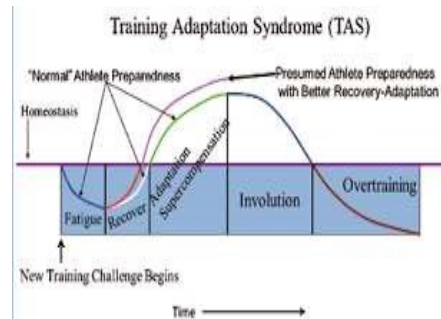 Training Adaptation Syndrome (TAS)
"Normal" Athlete Preparedness
Presumed Athlete Preparedness
with Better Recovery-Adaptation
Homeostasis
Fatigue
Recover
Adaptation
Supercompensation
Involution
Overtraining
New Training Challenge Begins
Time